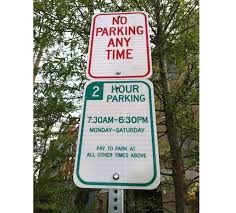 NO
PARKING
ANY
TIME
2 HOUR
PARKING
7:30AM-6:30PM
MONDAY-SATURDAY
PAY TO PARK AT
ALL OTHER TIMES ABOVE